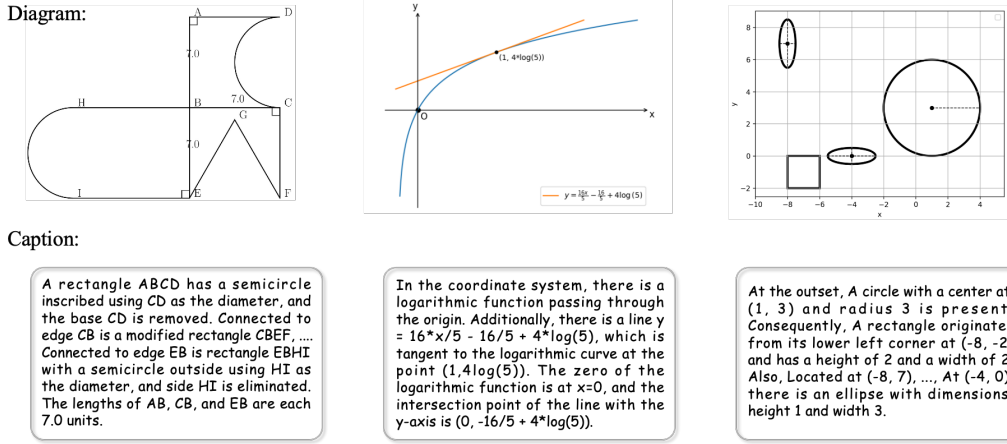 Diagram:
A
D
7.0
H
B
7.0
C
G
7.0
I
E
F
y
(1, 4*log(5))
O
x
y = 16x/5 − 16/5 + 4log(5)
8
6
4
2
0
−2
y
−10 −8 −6 −4 −2 0 2 4
x
Caption:
A rectangle ABCD has a semicircle
inscribed using CD as the diameter, and
the base CD is removed. Connected to
edge CB is a modified rectangle CBEF, ....
Connected to edge EB is rectangle EBHI
with a semicircle outside using HI as
the diameter, and side HI is eliminated.
The lengths of AB, CB, and EB are each
7.0 units.
In the coordinate system, there is a
logarithmic function passing through
the origin. Additionally, there is a line y
= 16*x/5 - 16/5 + 4*log(5), which is
tangent to the logarithmic curve at the
point (1,4log(5)). The zero of the
logarithmic function is at x=0, and the
intersection point of the line with the
y-axis is (0, -16/5 + 4*log(5)).
At the outset, A circle with a center at
(1, 3) and radius 3 is present
Consequently, A rectangle originate
from its lower left corner at (-8, -2
and has a height of 2 and a width of 2
Also, Located at (-8, 7), ..., At (-4, 0)
there is an ellipse with dimensions
height 1 and width 3.